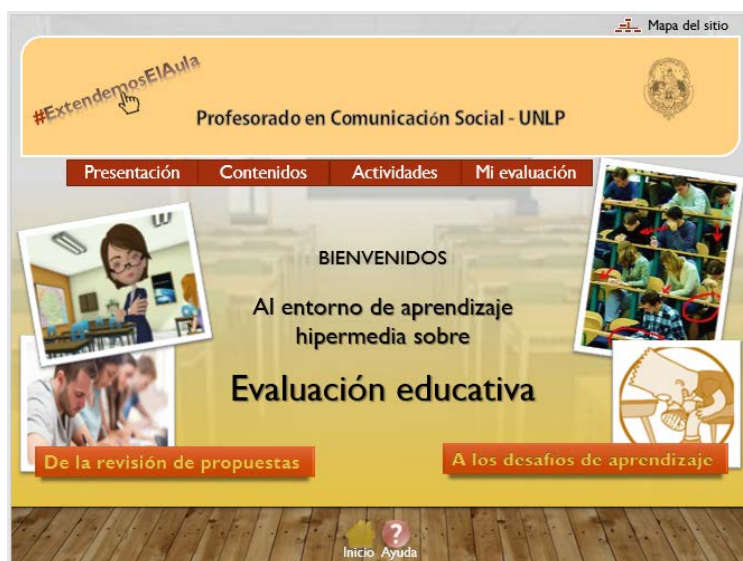 Mapa del sitio
#ExtendemosElAula
Profesorado en Comunicación Social - UNLP
Presentación Contenidos Actividades Mi evaluación
BIENVENIDOS
Al entorno de aprendizaje
hipermedia sobre
Evaluación educativa
De la revisión de propuestas
A los desafíos de aprendizaje
?
Inicio Ayuda